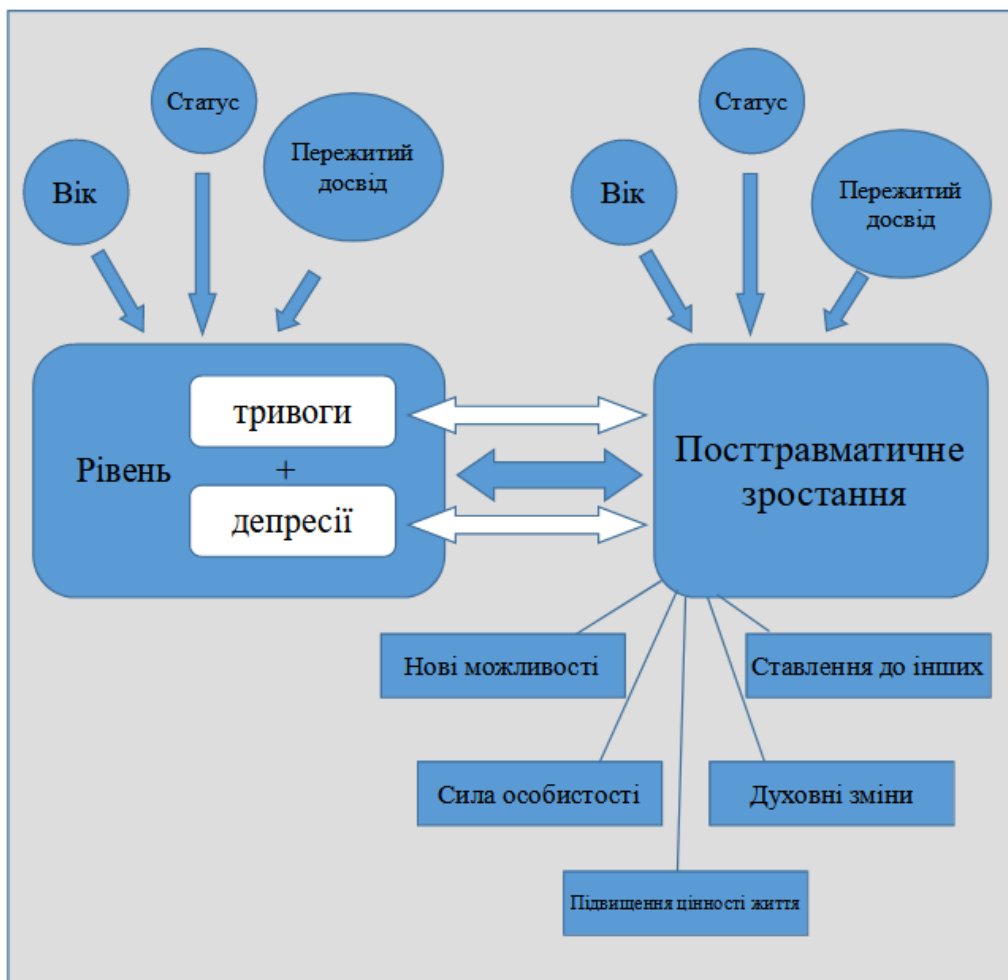 Статус
Статус
Вік
Пережитий
досвід
Вік
Пережитий
досвід
Рівень
тривоги
+
депресії
Посттравматичне
зростання
Нові можливості
Ставлення до інших
Сила особистості
Духовні зміни
Підвищення цінності життя